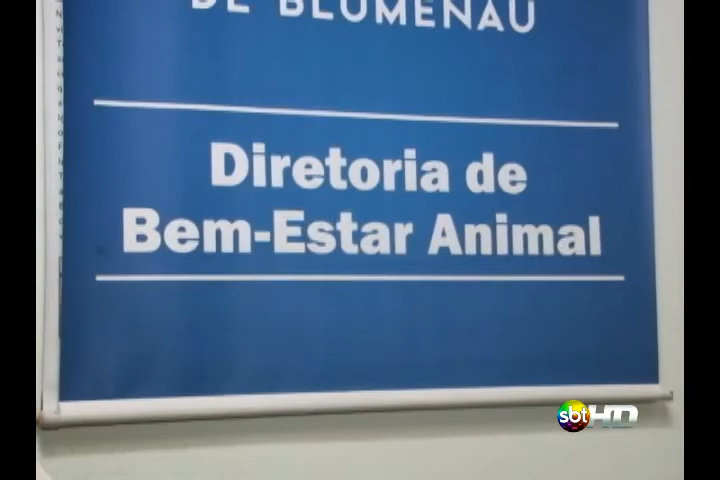 DE BLUMENAU
Diretoria de
Bem-Estar Animal
sbt HD